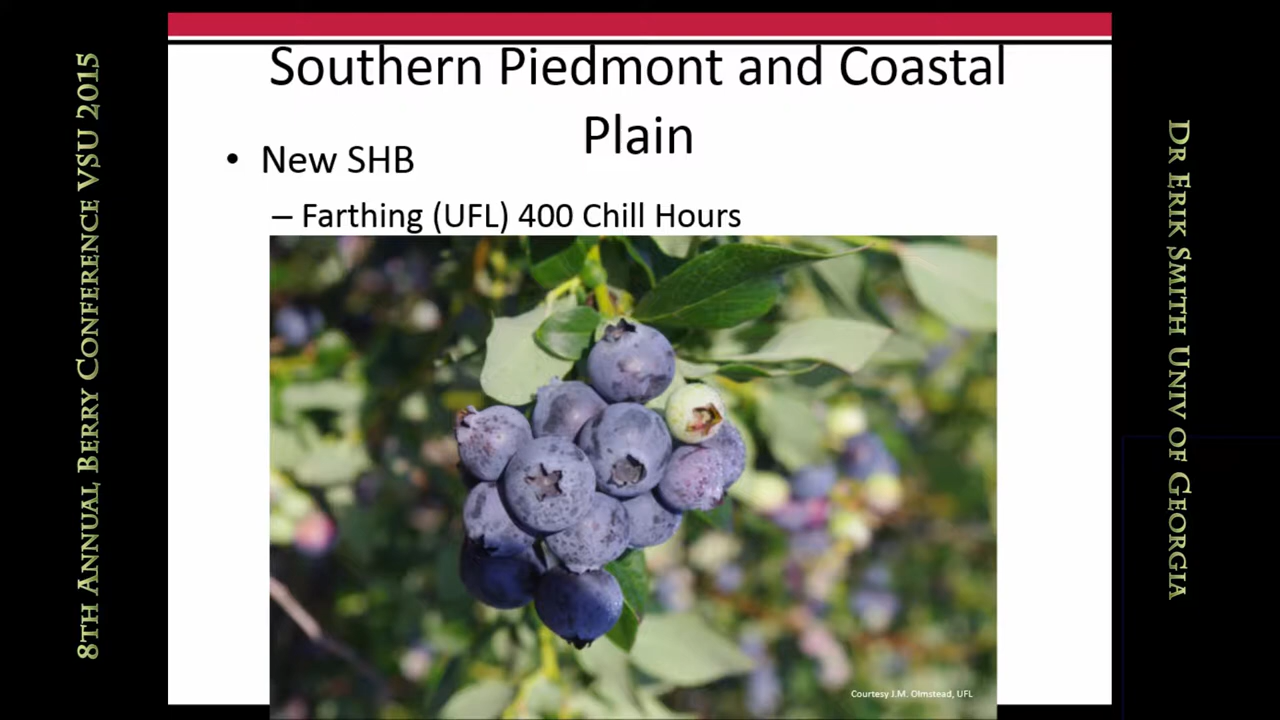 8TH ANNUAL BERRY CONFERENCE VSU 2015
Southern Piedmont and Coastal
Plain
• New SHB
– Farthing (UFL) 400 Chill Hours
Courtesy J.M. Olmstead, UFL
DR ERIK SMITH UNIV OF GEORGIA